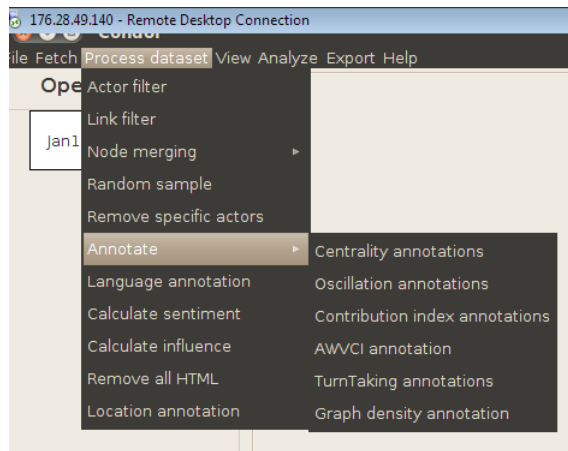 176.28.49.140 - Remote Desktop Connection
Condor
File Fetch Process dataset View Analyze Export Help
Ope
Jan1
Actor filter
Link filter
Node merging
Random sample
Remove specific actors
Annotate
Language annotation
Calculate sentiment
Calculate influence
Remove all HTML
Location annotation
Centrality annotations
Oscillation annotations
Contribution index annotations
AWVCI annotation
TurnTaking annotations
Graph density annotation